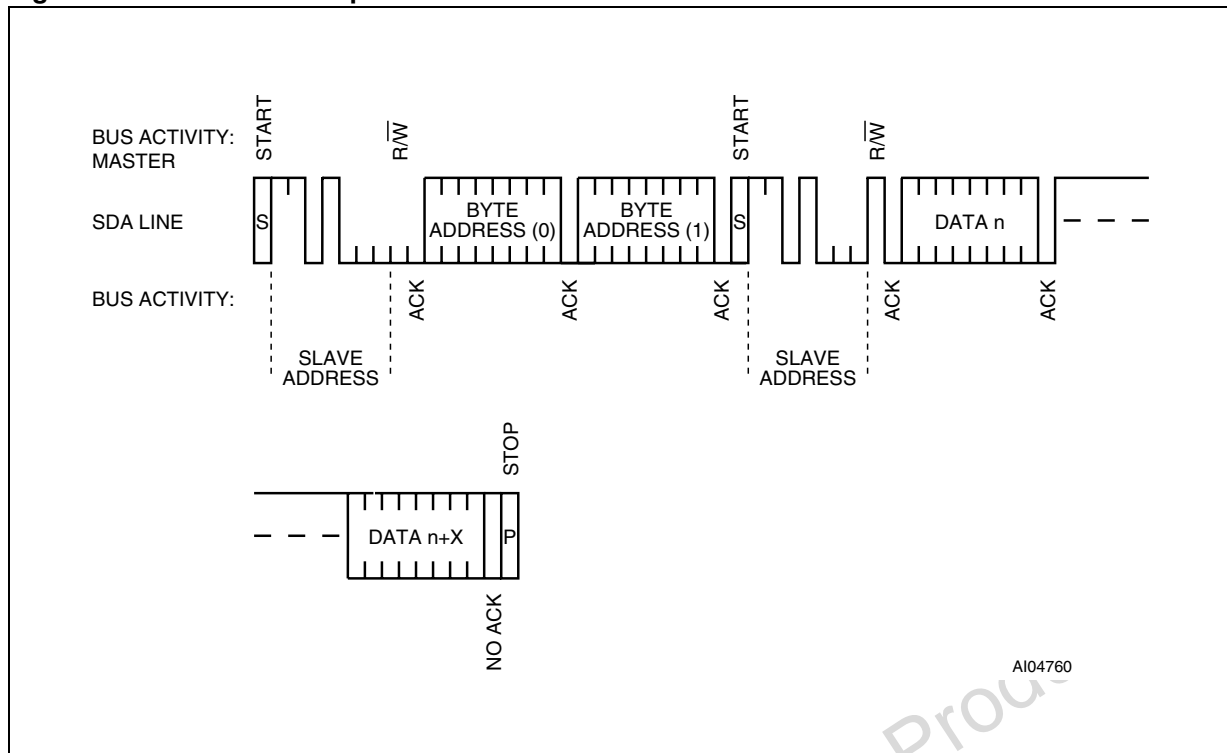 BUS ACTIVITY:
MASTER
START
R/W
START
R/W
SDA LINE
S
BYTE
ADDRESS (0)
BYTE
ADDRESS (1)
S
DATA n
BUS ACTIVITY:
ACK
ACK
ACK
ACK
ACK
SLAVE
ADDRESS
SLAVE
ADDRESS
STOP
DATA n+X
P
NO ACK
AI04760